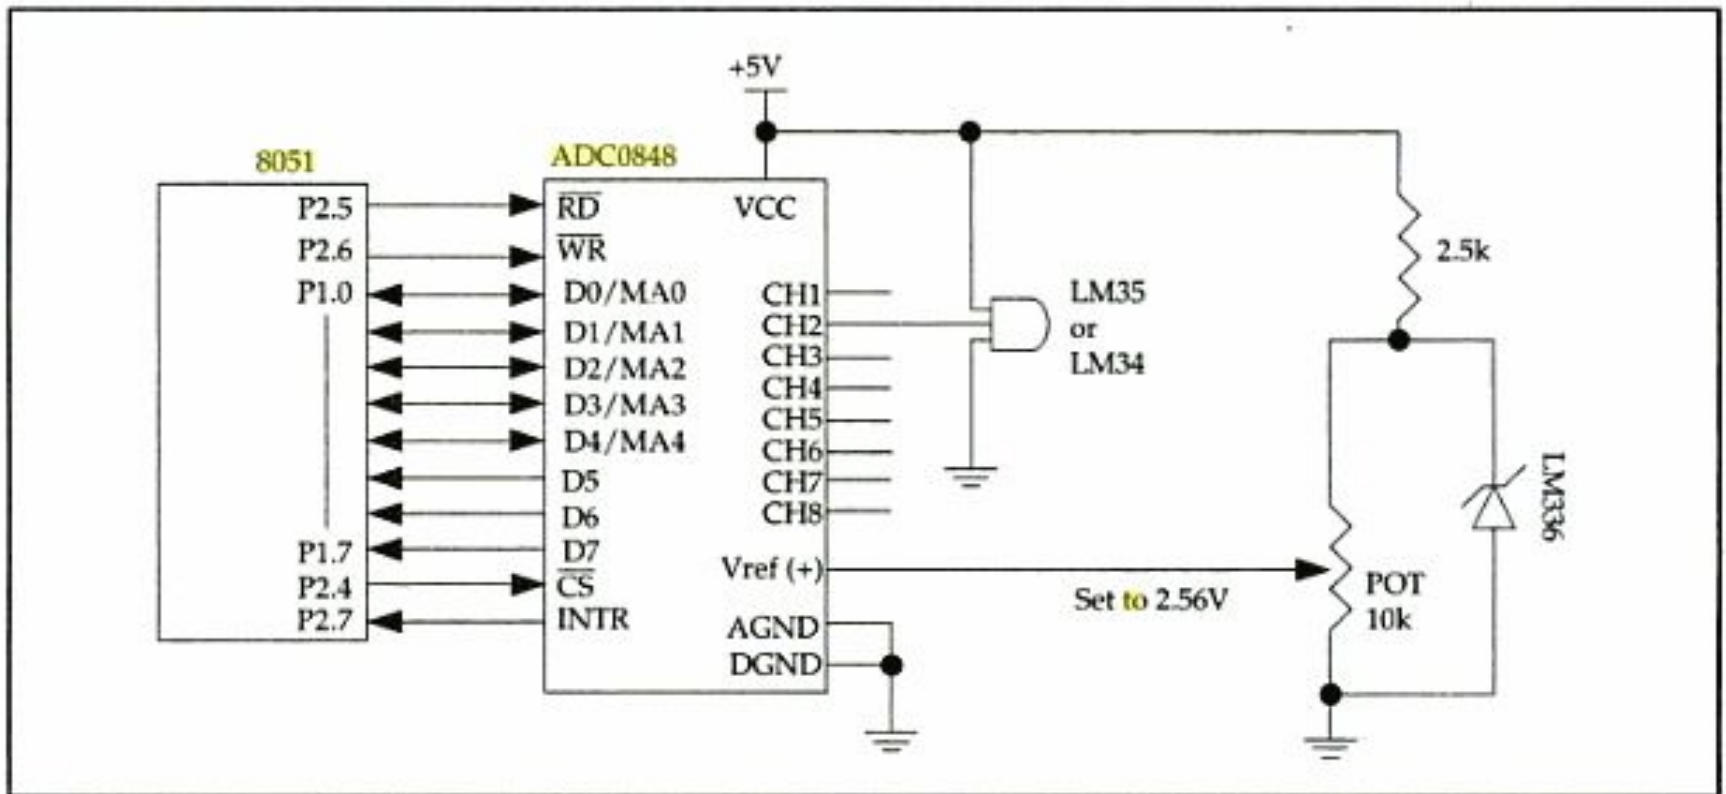 +5V
8051
ADC0848
P2.5
RD
VCC
P2.6
WR
2.5k
P1.0
D0/MA0
CH1
LM35
D1/MA1
CH2
or
D2/MA2
CH3
LM34
D3/MA3
CH4
D4/MA4
CH5
CH6
D5
CH7
D6
CH8
LM336
P1.7
D7
Vref (+)
POT
P2.4
CS
Set to 2.56V
10k
P2.7
INTR
AGND
DGND